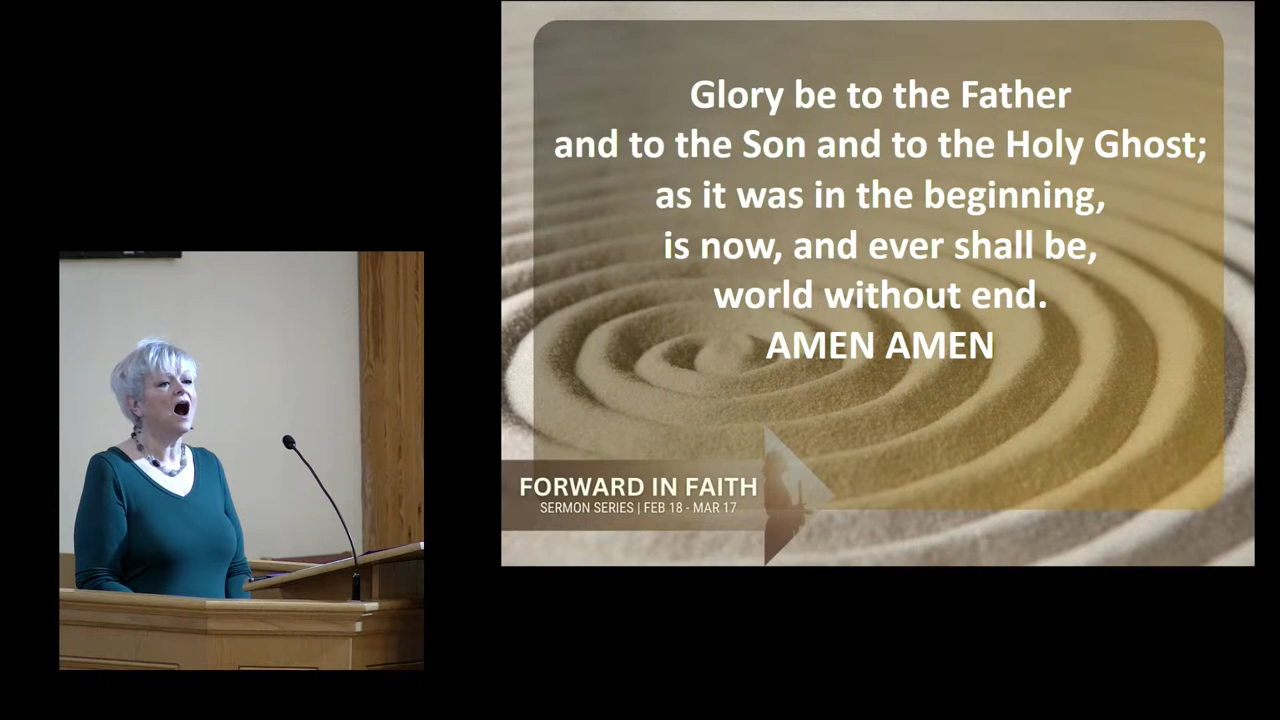 Glory be to the Father
and to the Son and to the Holy Ghost;
as it was in the beginning,
is now, and ever shall be,
world without end.
AMEN AMEN
FORWARD IN FAITH
SERMON SERIES | FEB 18 - MAR 17